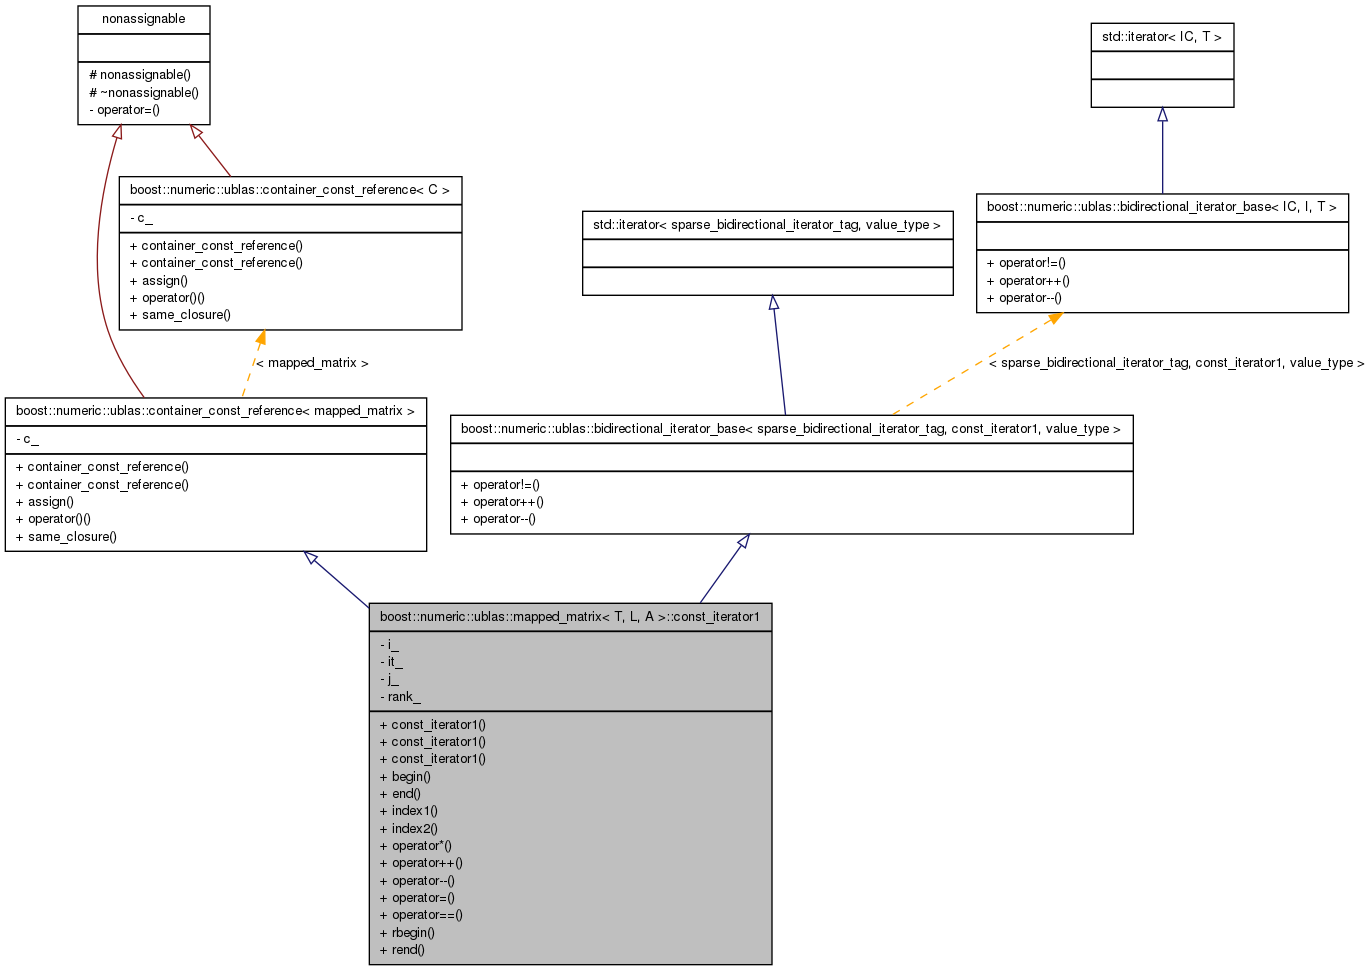 nonassignable
# nonassignable()
# ~nonassignable()
- operator=()
std::iterator< IC, T >
boost::numeric::ublas::container_const_reference< C >
- c_
+ container_const_reference()
+ container_const_reference()
+ assign()
+ operator()()
+ same_closure()
std::iterator< sparse_bidirectional_iterator_tag, value_type >
boost::numeric::ublas::bidirectional_iterator_base< IC, I, T >
+ operator!=()
+ operator++()
+ operator--()
< mapped_matrix >
< sparse_bidirectional_iterator_tag, const_iterator1, value_type >
boost::numeric::ublas::container_const_reference< mapped_matrix >
- c_
+ container_const_reference()
+ container_const_reference()
+ assign()
+ operator()()
+ same_closure()
boost::numeric::ublas::bidirectional_iterator_base< sparse_bidirectional_iterator_tag, const_iterator1, value_type >
+ operator!=()
+ operator++()
+ operator--()
boost::numeric::ublas::mapped_matrix< T, L, A >::const_iterator1
- i_
- it_
- j_
- rank_
+ const_iterator1()
+ const_iterator1()
+ const_iterator1()
+ begin()
+ end()
+ index1()
+ index2()
+ operator*()
+ operator++()
+ operator--()
+ operator=()
+ operator==()
+ rbegin()
+ rend()